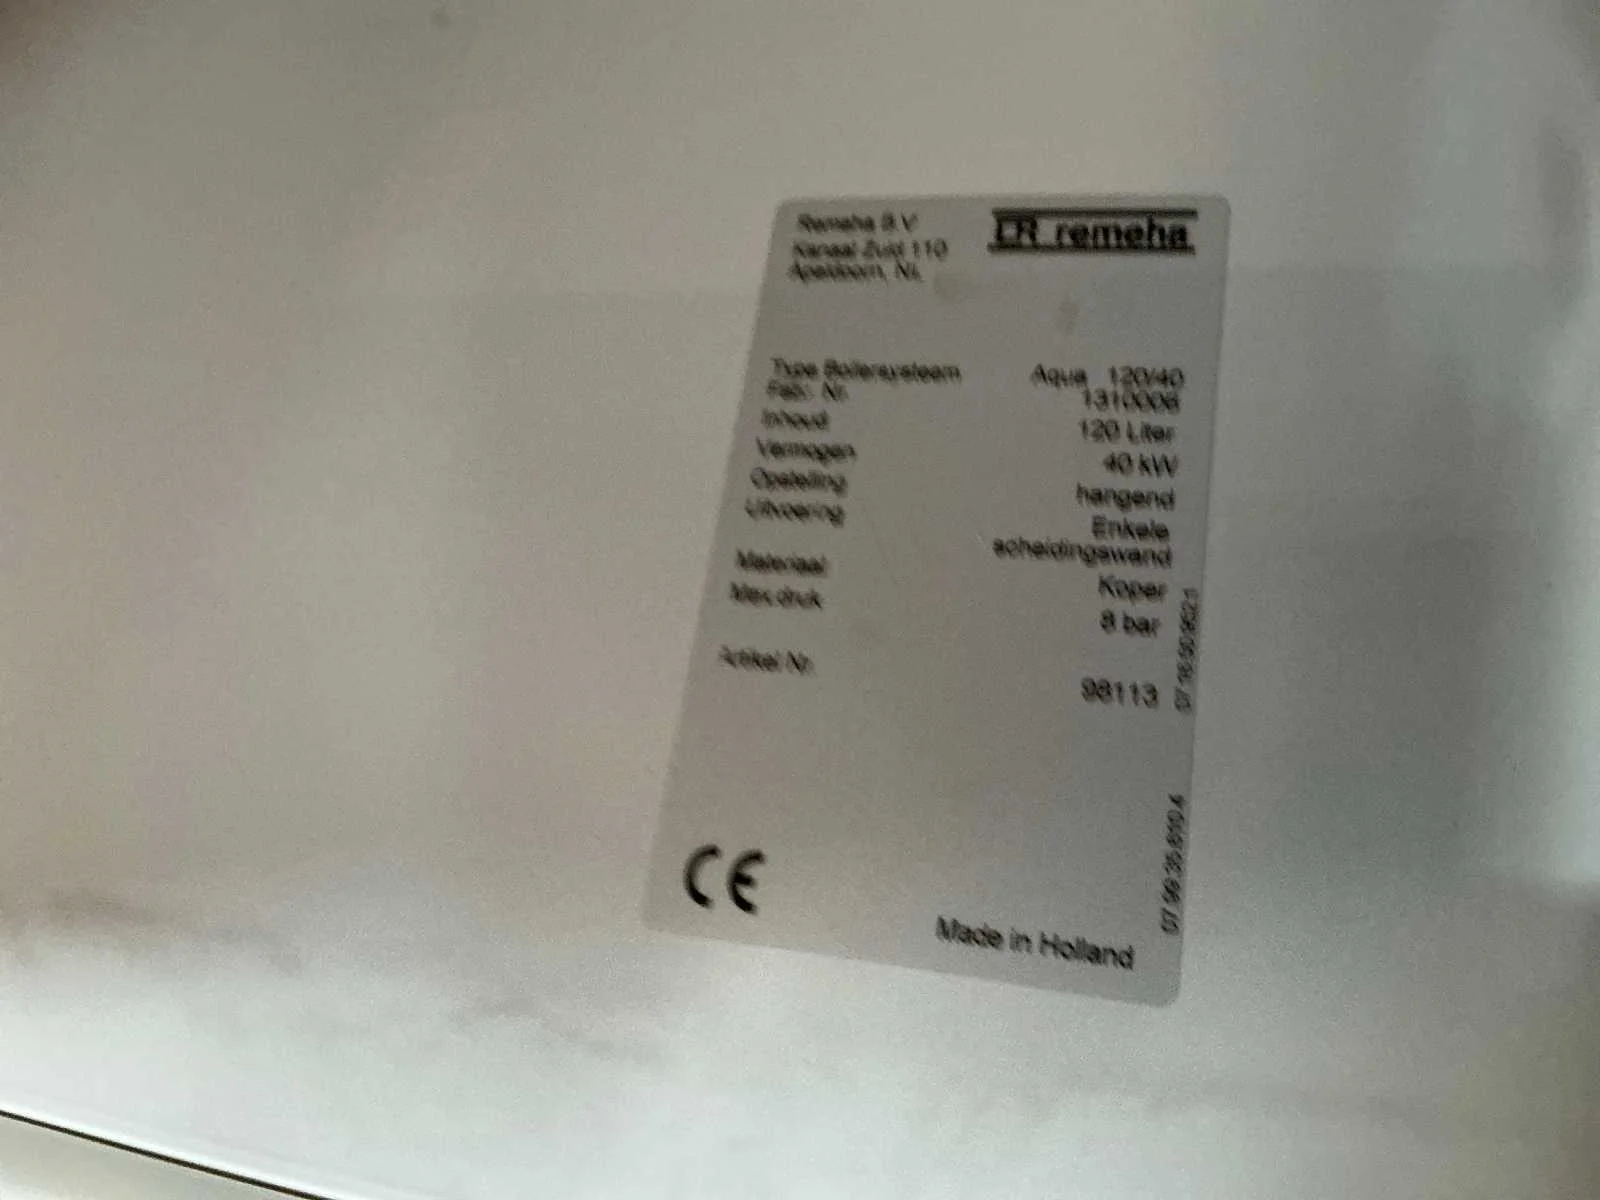 Remeha B.V
Kanaal Zuid 110
Apeldoorn, NL
remeha
Type Boilersysteem Aqua 120/40
Fabr. Nr. 1310006
Inhoud 120 Liter
Vermogen 40 kW
Opstelling hangend
Uitvoering Enkele
scheidingswand
Materiaal Koper
Max.druk 8 bar
Artikel Nr. 98113
CE
Made in Holland